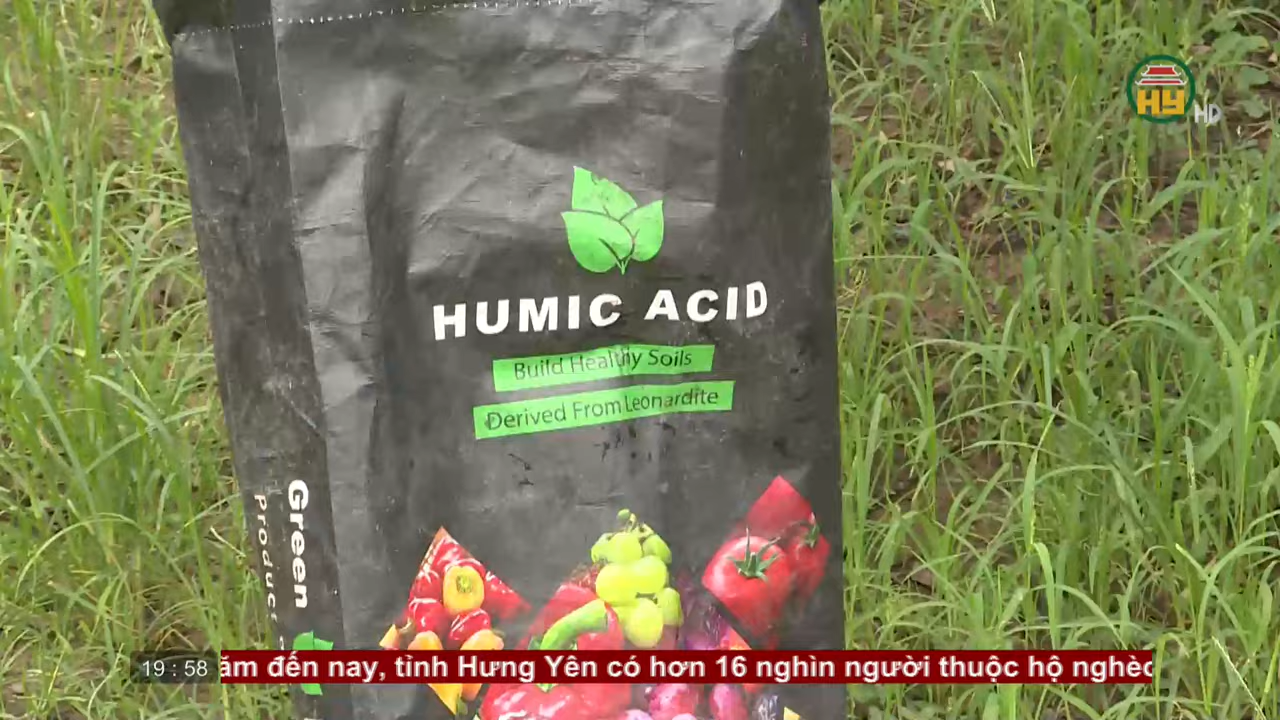 HY HD
HUMIC ACID
Build Healthy Soils
Derived From Leonardite
Green
Product
19 : 58
ăm đến nay, tỉnh Hưng Yên có hơn 16 nghìn người thuộc hộ nghèo